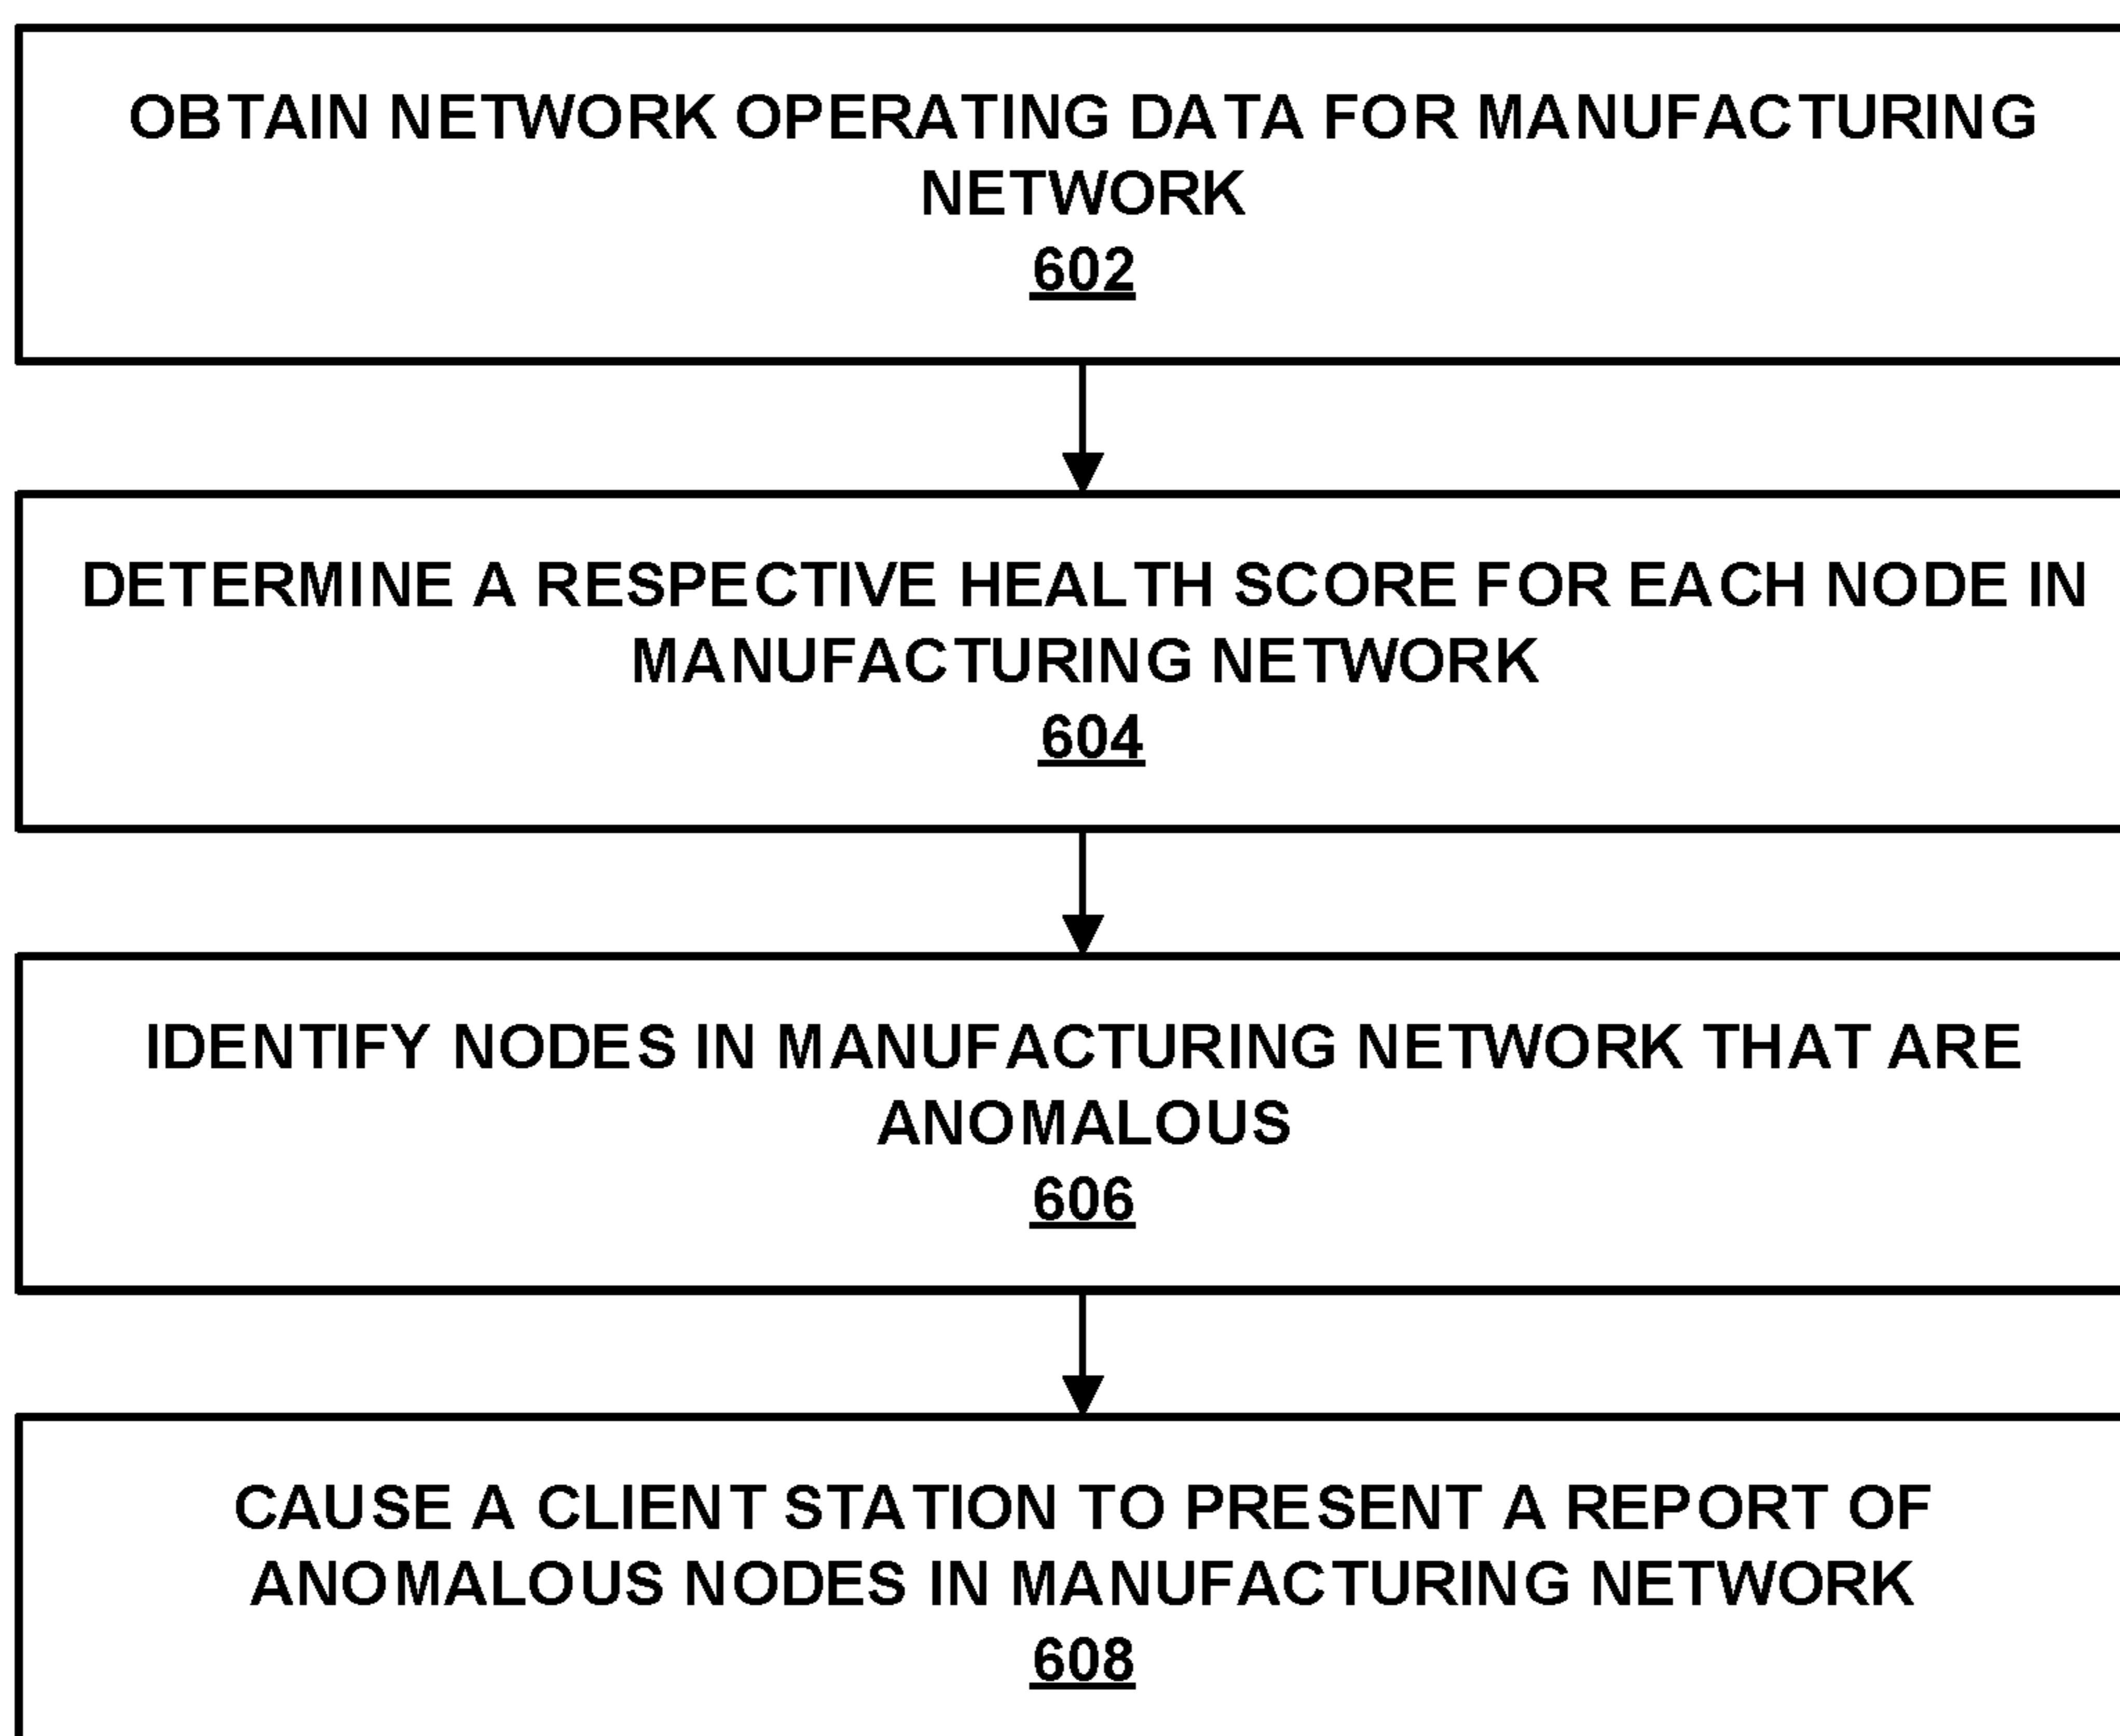 OBTAIN NETWORK OPERATING DATA FOR MANUFACTURING
NETWORK
602
DETERMINE A RESPECTIVE HEALTH SCORE FOR EACH NODE IN
MANUFACTURING NETWORK
604
IDENTIFY NODES IN MANUFACTURING NETWORK THAT ARE
ANOMALOUS
606
CAUSE A CLIENT STATION TO PRESENT A REPORT OF
ANOMALOUS NODES IN MANUFACTURING NETWORK
608